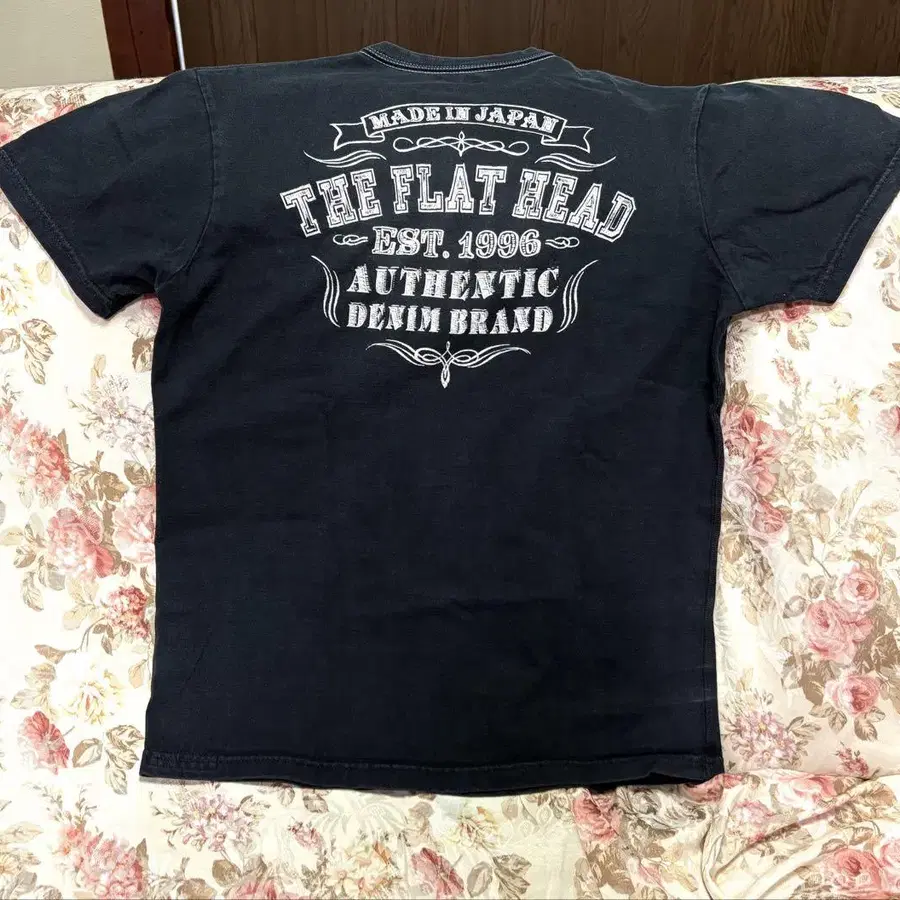 MADE IN JAPAN
THE FLAT HEAD
EST. 1996
AUTHENTIC
DENIM BRAND